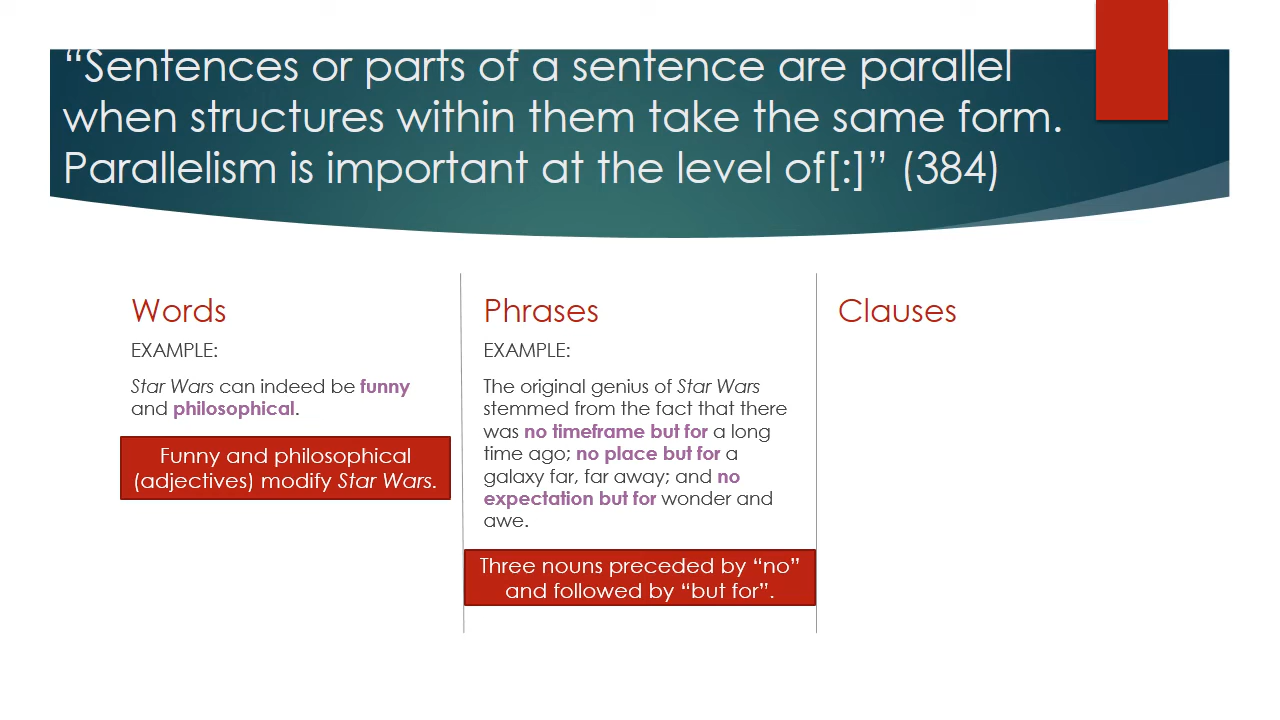 “Sentences or parts of a sentence are parallel
when structures within them take the same form.
Parallelism is important at the level of[:]” (384)
Words
EXAMPLE:
Star Wars can indeed be funny
and philosophical.
Funny and philosophical
(adjectives) modify Star Wars.
Phrases
EXAMPLE:
The original genius of Star Wars
stemmed from the fact that there
was no timeframe but for a long
time ago; no place but for a
galaxy far, far away; and no
expectation but for wonder and
awe.
Three nouns preceded by “no”
and followed by “but for”.
Clauses